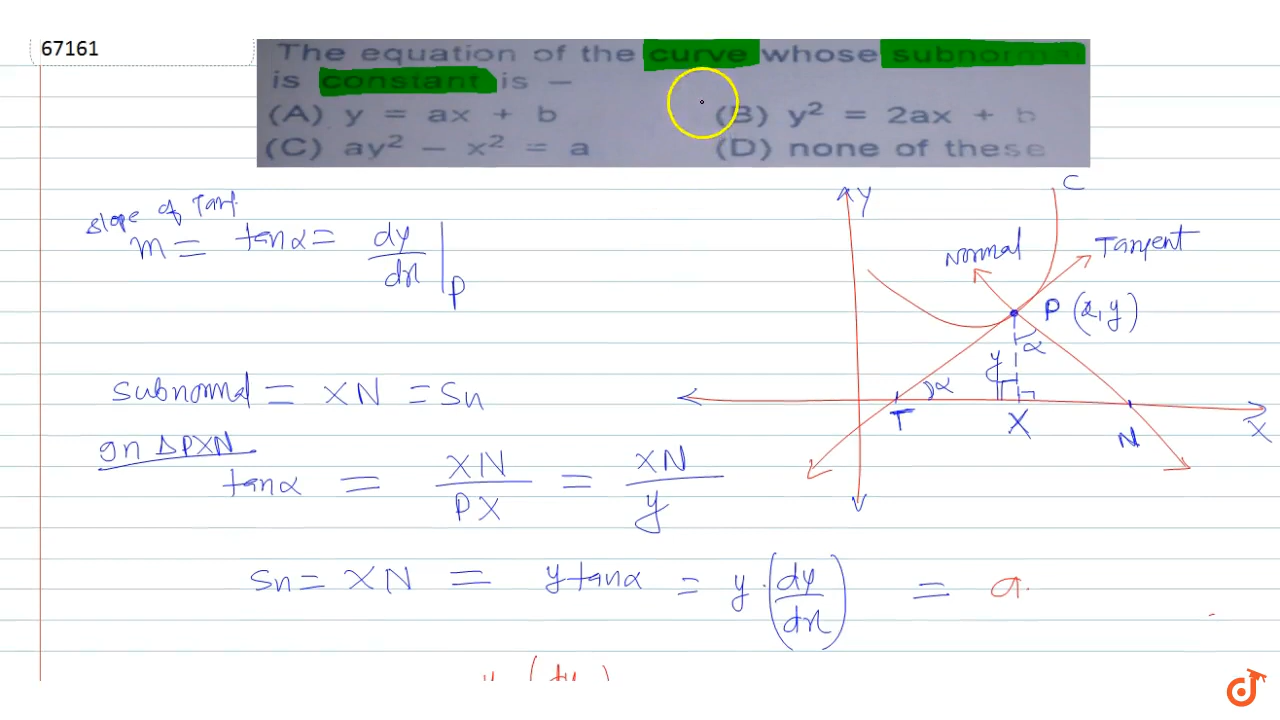 67161
The equation of the curve whose subnormal
is constant is –
(A) y = ax + b
(B) y² = 2ax + b
(C) ay² – x² = a
(D) none of these
Slope of Tan.
m = tanα = dy/dx |P
Subnormal = XN = Sn
gn ΔPXN
tanα = XN/PX = XN/y
Sn = XN = y tanα = y·(dy/dx) = a.
Y
C
Normal
Tangent
P (x, y)
α
y
α
T
X
N
X
d